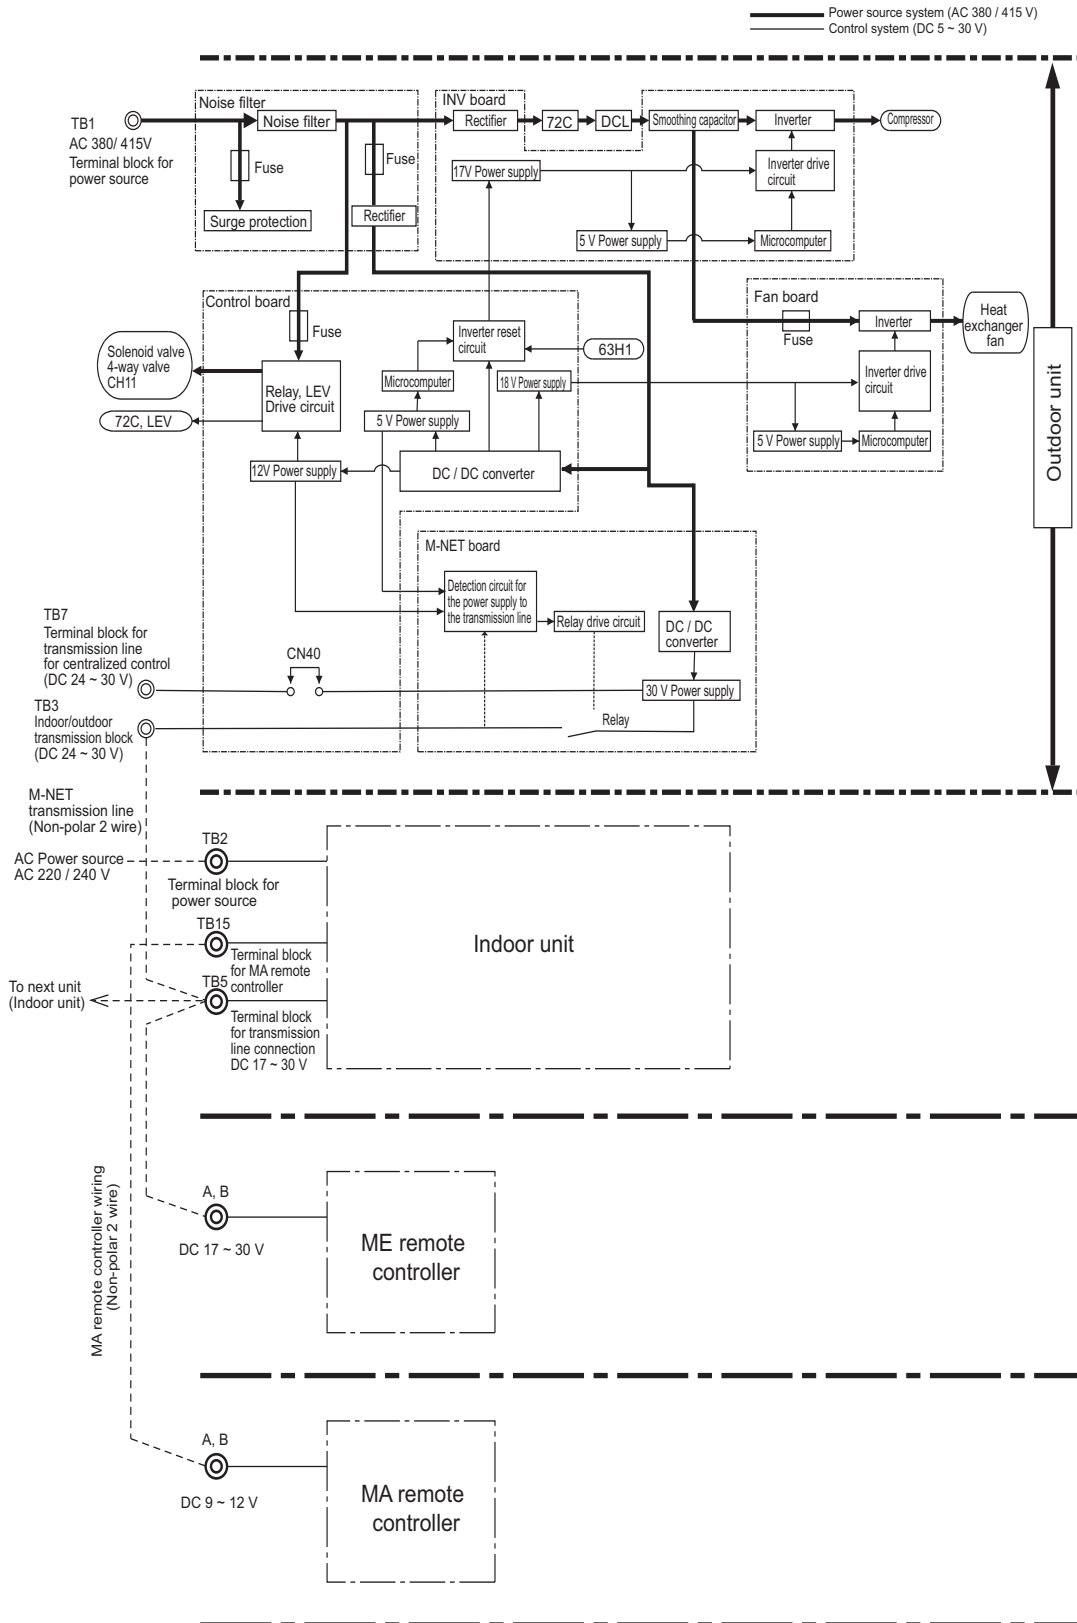 Power source system (AC 380 / 415 V)
Control system (DC 5 ~ 30 V)
Noise filter
INV board
TB1
AC 380/ 415V
Terminal block for
power source
Noise filter
Rectifier
72C
DCL
Smoothing capacitor
Inverter
Compressor
Fuse
Fuse
Surge protection
Rectifier
17V Power supply
Inverter drive
circuit
5 V Power supply
Microcomputer
Control board
Fuse
Solenoid valve
4-way valve
CH11
72C, LEV
Relay, LEV
Drive circuit
Inverter reset
circuit
63H1
Microcomputer
18 V Power supply
5 V Power supply
12V Power supply
DC / DC converter
Fan board
Fuse
Inverter
Heat
exchanger
fan
Inverter drive
circuit
5 V Power supply
Microcomputer
Outdoor unit
M-NET board
Detection circuit for
the power supply to
the transmission line
Relay drive circuit
DC / DC
converter
30 V Power supply
Relay
TB7
Terminal block for
transmission line
for centralized control
(DC 24 ~ 30 V)
CN40
TB3
Indoor/outdoor
transmission block
(DC 24 ~ 30 V)
M-NET
transmission line
(Non-polar 2 wire)
AC Power source
AC 220 / 240 V
TB2
Terminal block for
power source
TB15
Terminal block
for MA remote
controller
TB5
Terminal block
for transmission
line connection
DC 17 ~ 30 V
To next unit
(Indoor unit)
Indoor unit
MA remote controller wiring
(Non-polar 2 wire)
A, B
DC 17 ~ 30 V
ME remote
controller
A, B
DC 9 ~ 12 V
MA remote
controller